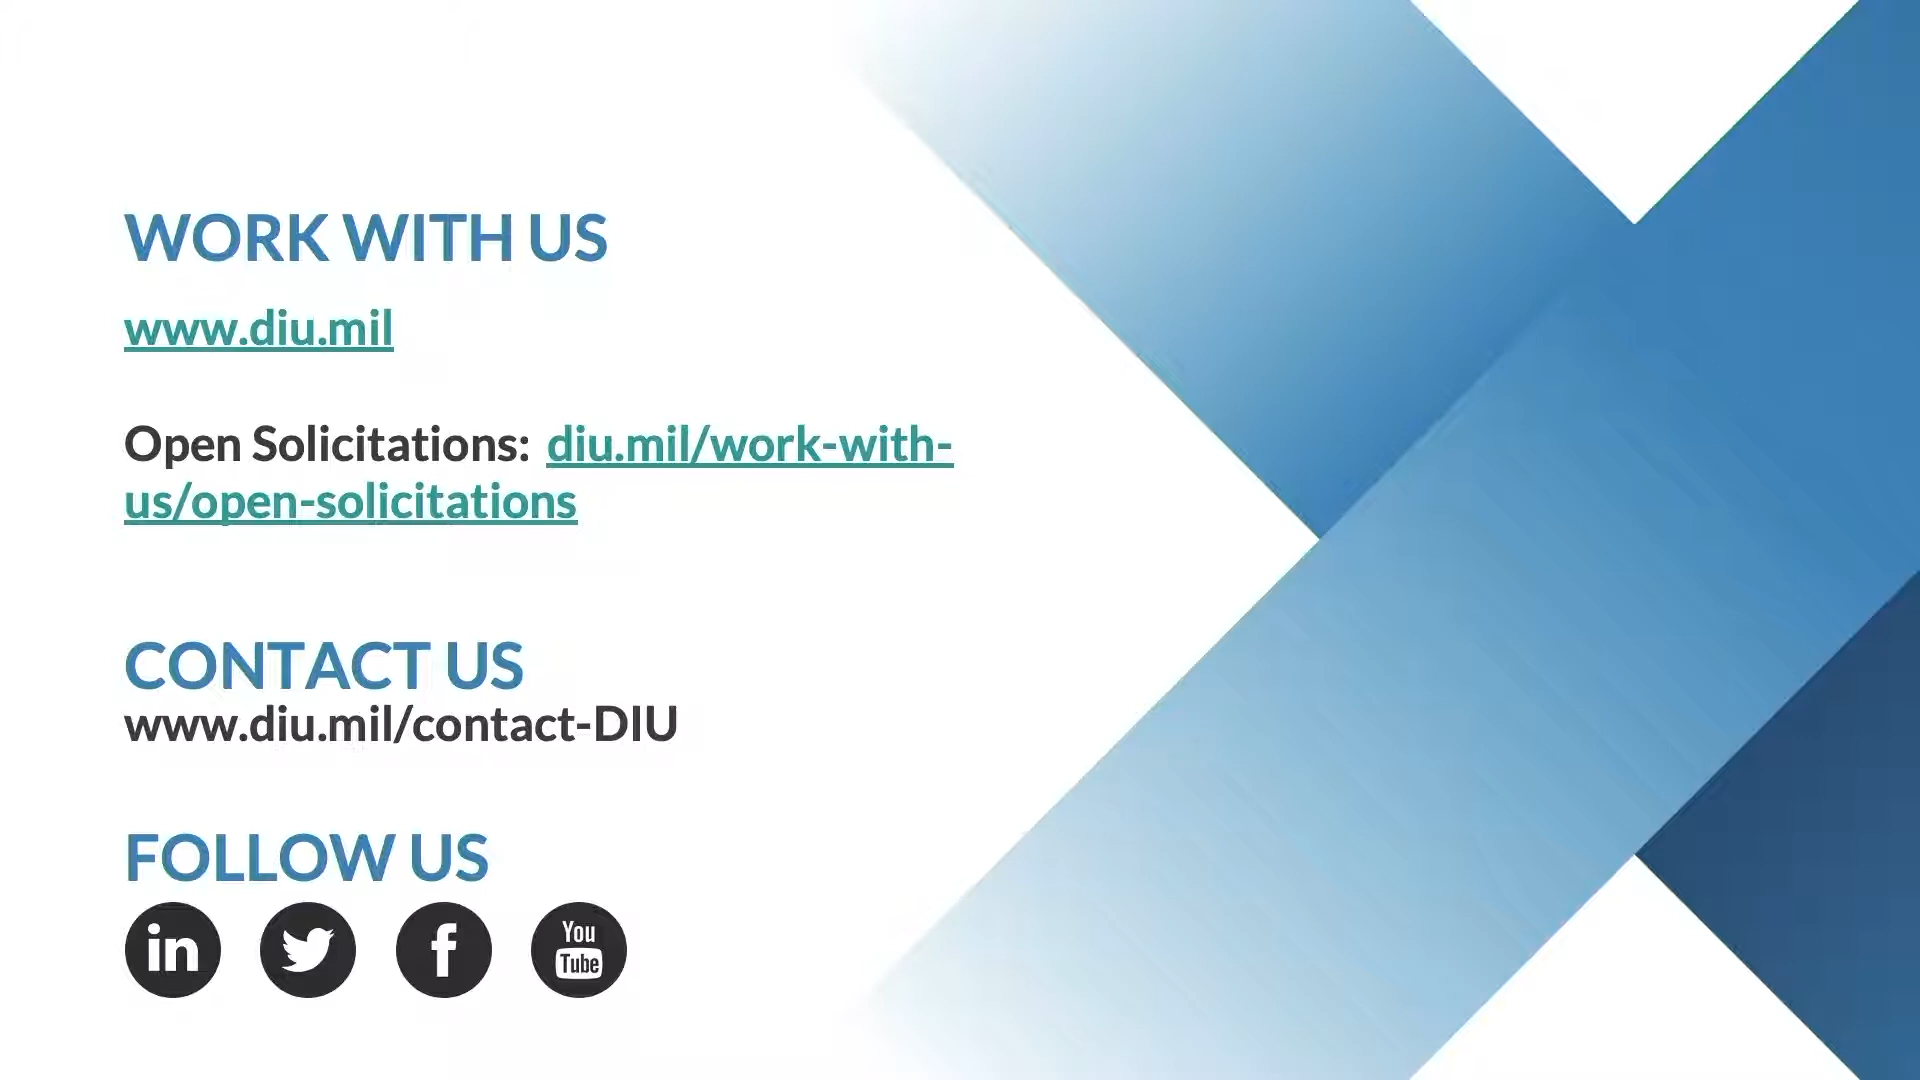 WORK WITH US
www.diu.mil
Open Solicitations: diu.mil/work-with-
us/open-solicitations
CONTACT US
www.diu.mil/contact-DIU
FOLLOW US
in f You
Tube